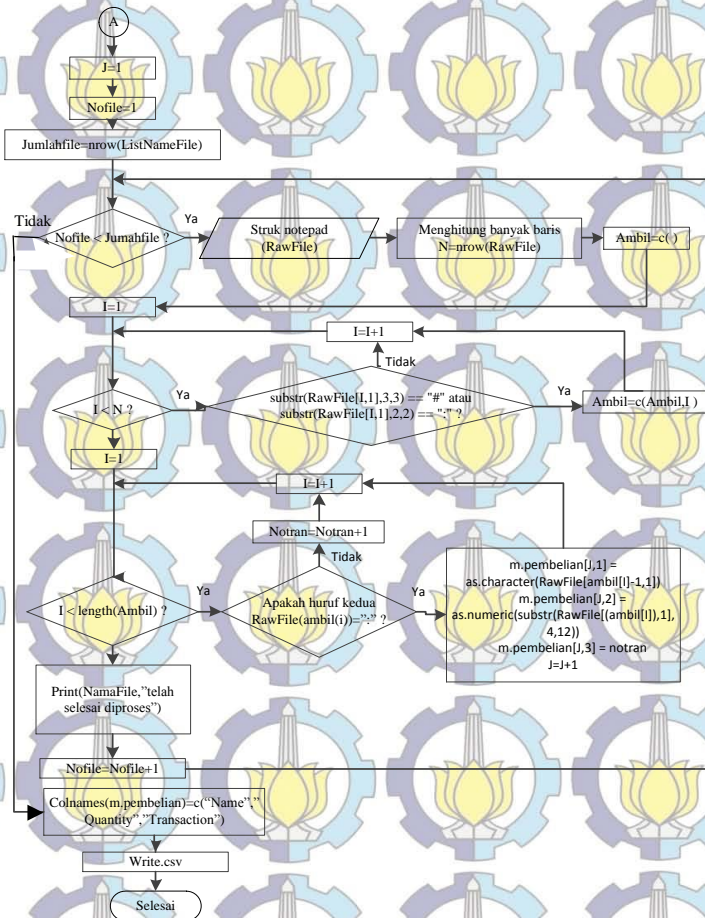 A
J=1
Nofile=1
Jumlahfile=nrow(ListNameFile)
Tidak
Nofile < Jumahfile ?
Ya
Struk notepad
(RawFile)
Menghitung banyak baris
N=nrow(RawFile)
Ambil=c( )
I=1
I=I+1
Tidak
I < N ?
Ya
substr(RawFile[I,1],3,3) == "#" atau
substr(RawFile[I,1],2,2) == ":" ?
Ya
Ambil=c(Ambil,I )
I=1
I=I+1
Notran=Notran+1
Tidak
I < length(Ambil) ?
Ya
Apakah huruf kedua
RawFile(ambil(i))=":" ?
Ya
m.pembelian[J,1] =
as.character(RawFile[ambil[I]-1,1])
m.pembelian[J,2] =
as.numeric(substr(RawFile[(ambil[I]),1],
4,12))
m.pembelian[J,3] = notran
J=J+1
Print(NamaFile,”telah
selesai diproses”)
Nofile=Nofile+1
Colnames(m.pembelian)=c(“Name”,”
Quantity”,”Transaction”)
Write.csv
Selesai